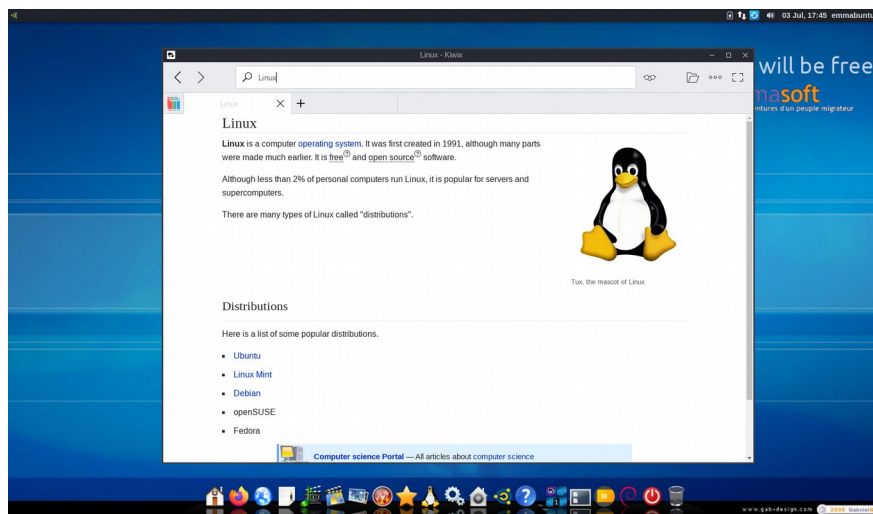 03 Jul, 17:45 emmabuntu
Linux - Kiwix
will be free
Linux
masoft
Linux
entures d'un peuple migrateur
Linux
Linux is a computer operating system. It was first created in 1991, although many parts
were made much earlier. It is free and open source software.
Although less than 2% of personal computers run Linux, it is popular for servers and
supercomputers.
There are many types of Linux called "distributions".
Tux, the mascot of Linux
Distributions
Here is a list of some popular distributions.
Ubuntu
Linux Mint
Debian
openSUSE
Fedora
Computer science Portal — All articles about computer science
www.gab-design.com 2009 Gabriel